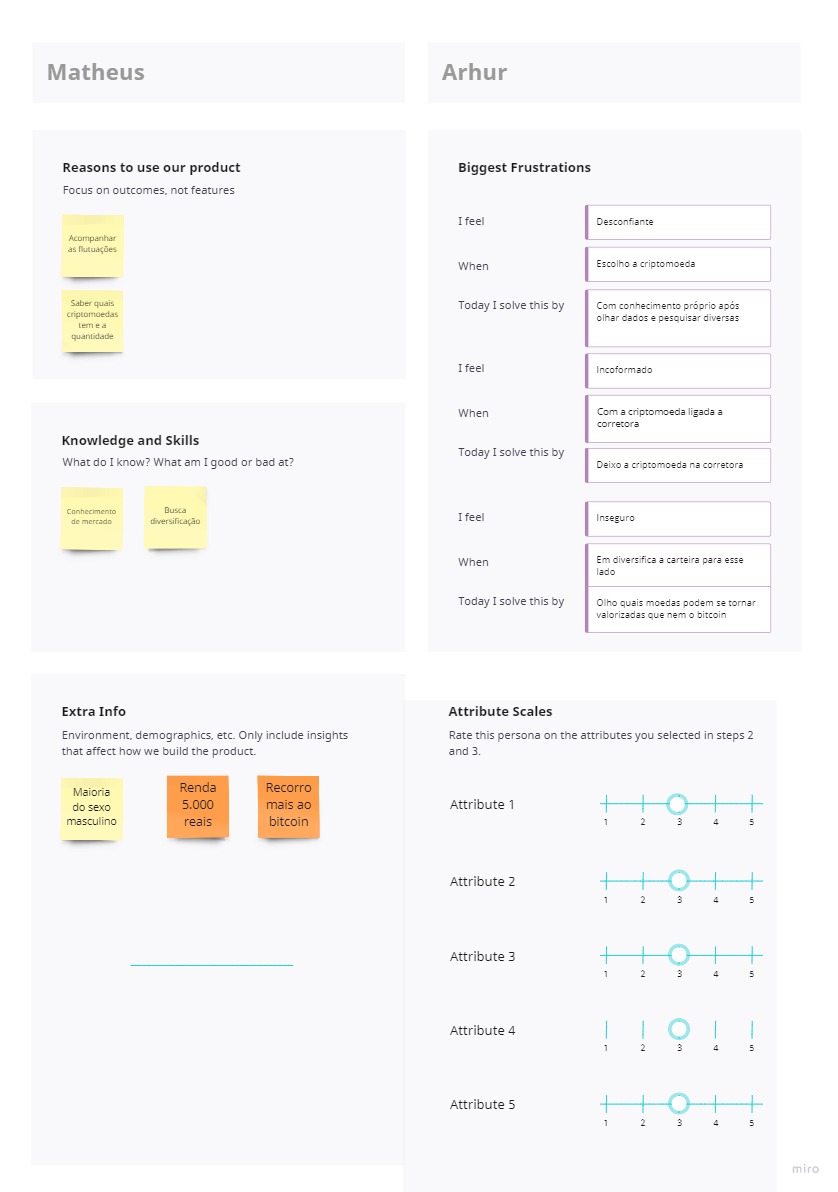 Matheus
Arhur
Reasons to use our product
Focus on outcomes, not features
Acompanhar
as flutuações
Saber quais
criptomoedas
tem e a
quantidade
Knowledge and Skills
What do I know? What am I good or bad at?
Conhecimento
de mercado
Busca
diversificação
Biggest Frustrations
I feel
Desconfiante
When
Escolho a criptomoeda
Today I solve this by
Com conhecimento próprio após
olhar dados e pesquisar diversas
I feel
Incoformado
When
Com a criptomoeda ligada a
corretora
Today I solve this by
Deixo a criptomoeda na corretora
I feel
Inseguro
When
Em diversifica a carteira para esse
lado
Today I solve this by
Olho quais moedas podem se tornar
valorizadas que nem o bitcoin
Extra Info
Environment, demographics, etc. Only include insights
that affect how we build the product.
Maioria
do sexo
masculino
Renda
5.000
reais
Recorro
mais ao
bitcoin
Attribute Scales
Rate this persona on the attributes you selected in steps 2
and 3.
Attribute 1
1 2 3 4 5
Attribute 2
1 2 3 4 5
Attribute 3
1 2 3 4 5
Attribute 4
1 2 3 4 5
Attribute 5
1 2 3 4 5
miro